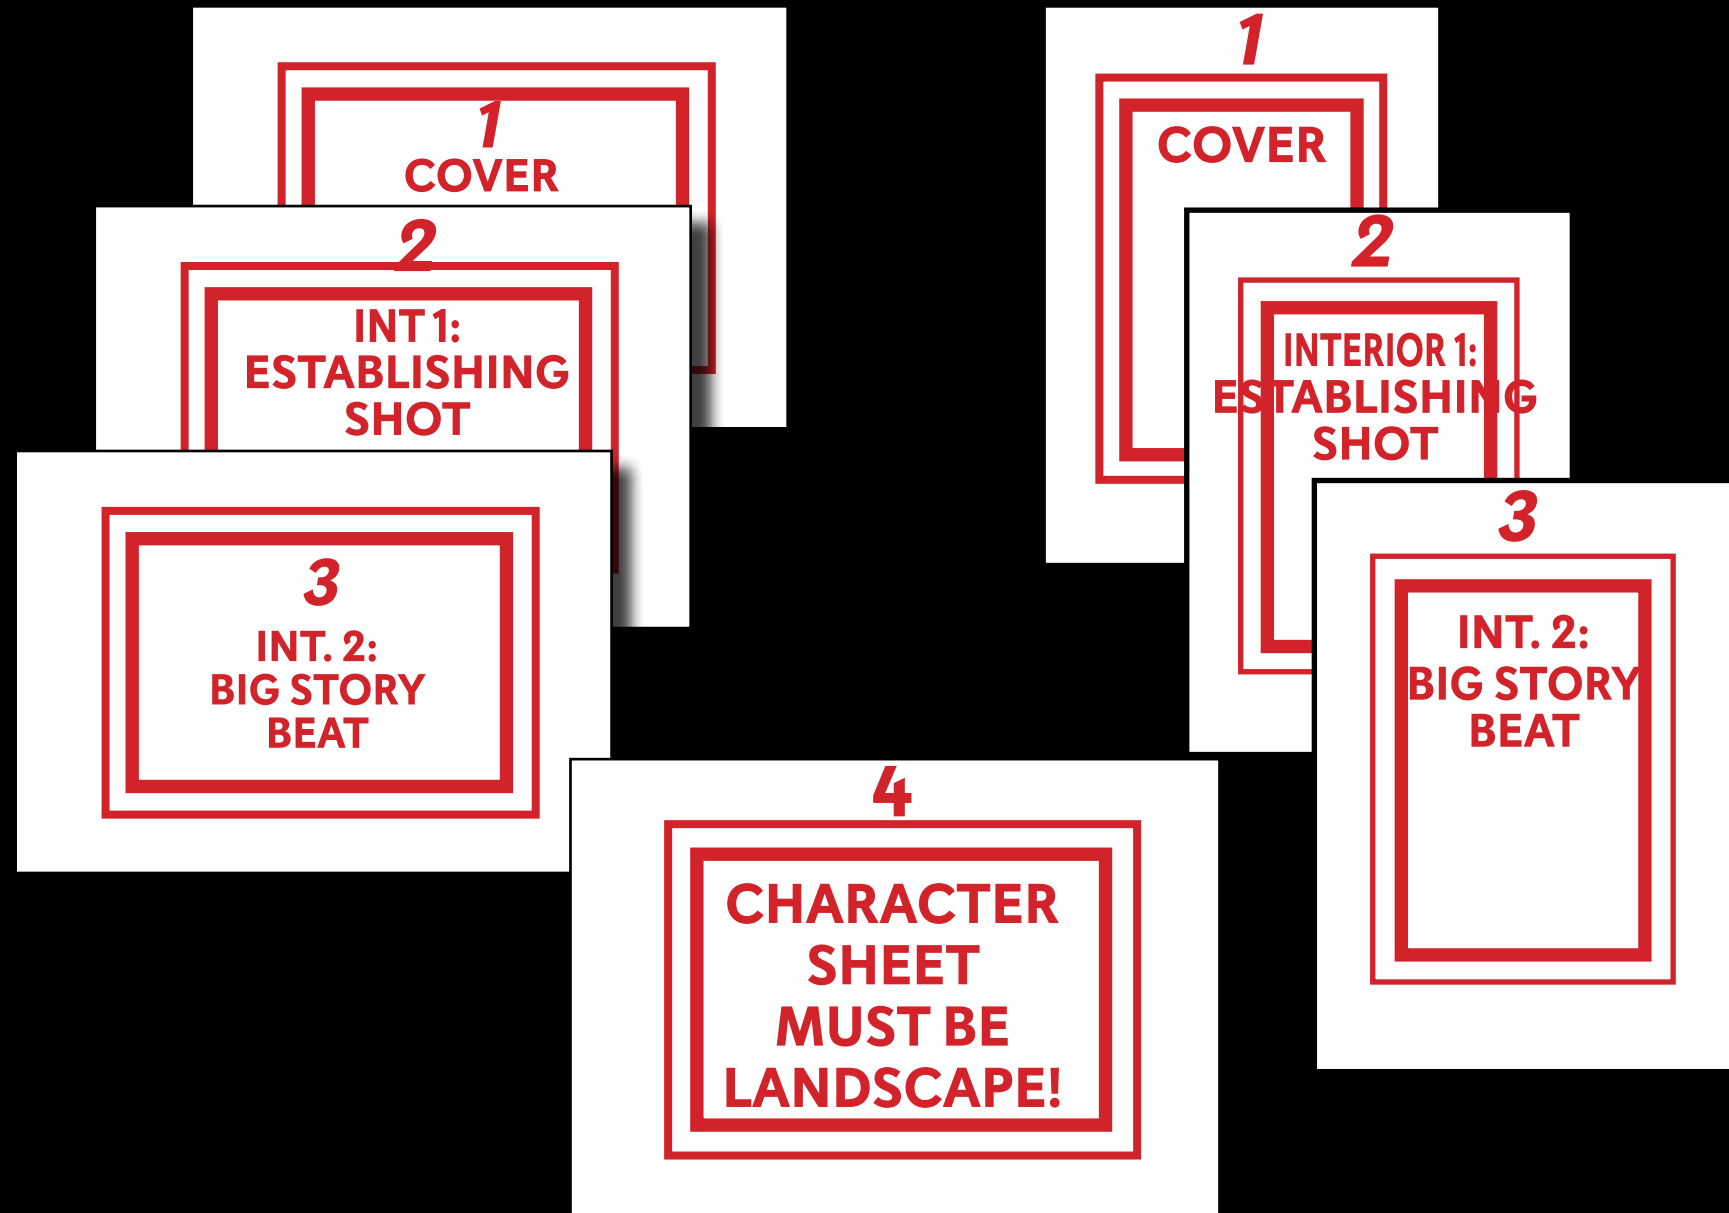 1
COVER
2
INT 1:
ESTABLISHING
SHOT
3
INT. 2:
BIG STORY
BEAT
1
COVER
2
INTERIOR 1:
ESTABLISHING
SHOT
3
INT. 2:
BIG STORY
BEAT
4
CHARACTER
SHEET
MUST BE
LANDSCAPE!